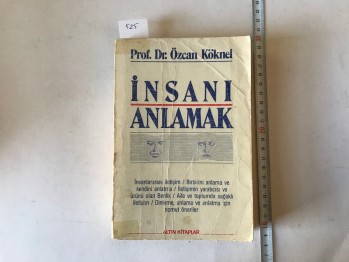 525
Prof. Dr. Özcan Köknel
İNSANI
ANLAMAK
İnsanlararası iletişim / Birbirini anlama ve
kendini anlatma / İletişimin yaratıcısı ve
ürünü olan Benlik / Aile ve toplumda sağlıklı
iletişim / Dinleme, anlama ve anlatma için
somut öneriler
ALTIN KİTAPLAR